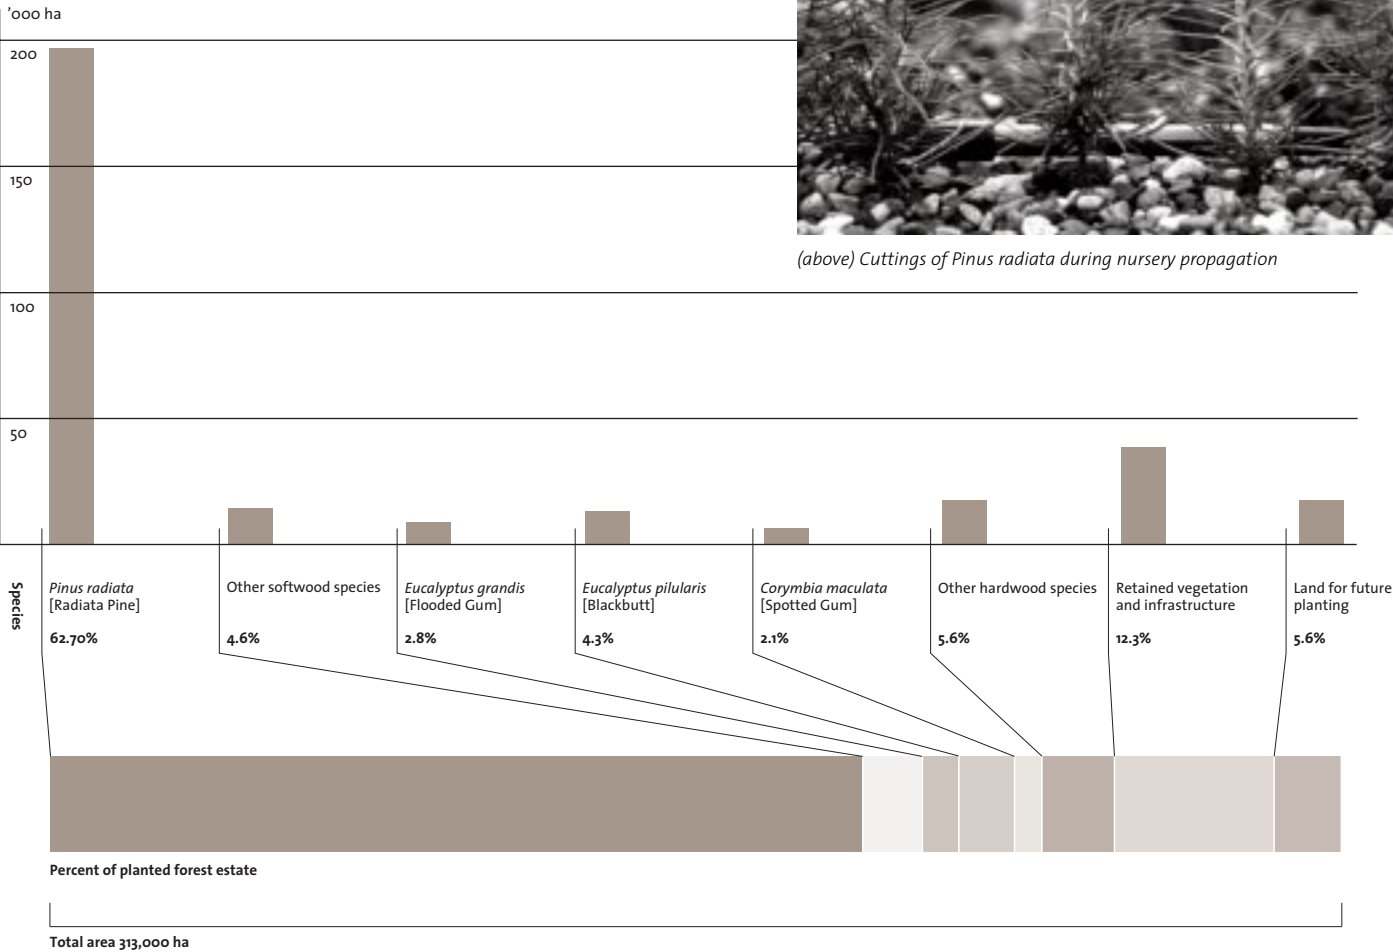 ’000 ha
200
150
(above) Cuttings of Pinus radiata during nursery propagation
100
50
Species
Pinus radiata
[Radiata Pine]
62.70%
Other softwood species
4.6%
Eucalyptus grandis
[Flooded Gum]
2.8%
Eucalyptus pilularis
[Blackbutt]
4.3%
Corymbia maculata
[Spotted Gum]
2.1%
Other hardwood species
5.6%
Retained vegetation
and infrastructure
12.3%
Land for future
planting
5.6%
Percent of planted forest estate
Total area 313,000 ha